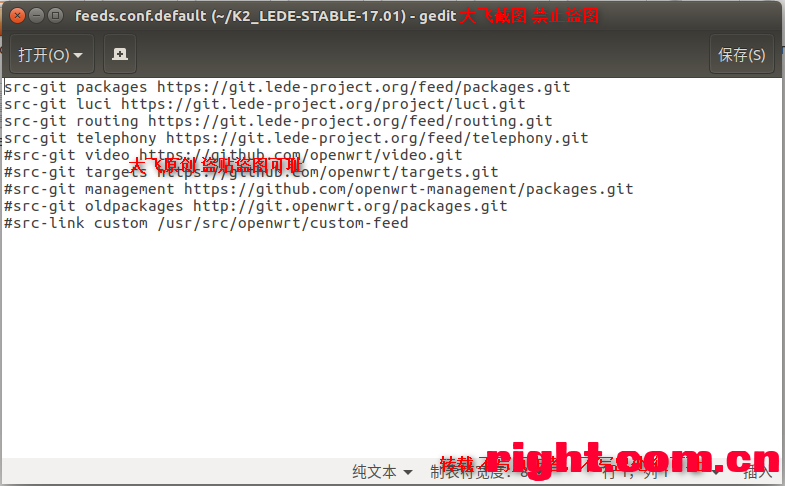 feeds.conf.default (~/K2_LEDE-STABLE-17.01) - gedit 大飞截图 禁止盗图
打开(O) 保存(S)
src-git packages https://git.lede-project.org/feed/packages.git
src-git luci https://git.lede-project.org/project/luci.git
src-git routing https://git.lede-project.org/feed/routing.git
src-git telephony https://git.lede-project.org/feed/telephony.git
#src-git video https://github.com/openwrt/video.git
大飞原创 盗贴盗图可耻
#src-git targets https://github.com/openwrt/targets.git
#src-git management https://github.com/openwrt-management/packages.git
#src-git oldpackages http://git.openwrt.org/packages.git
#src-link custom /usr/src/openwrt/custom-feed
转载
right.com.cn
纯文本 制表符宽度：8 行 1，列 1 插入